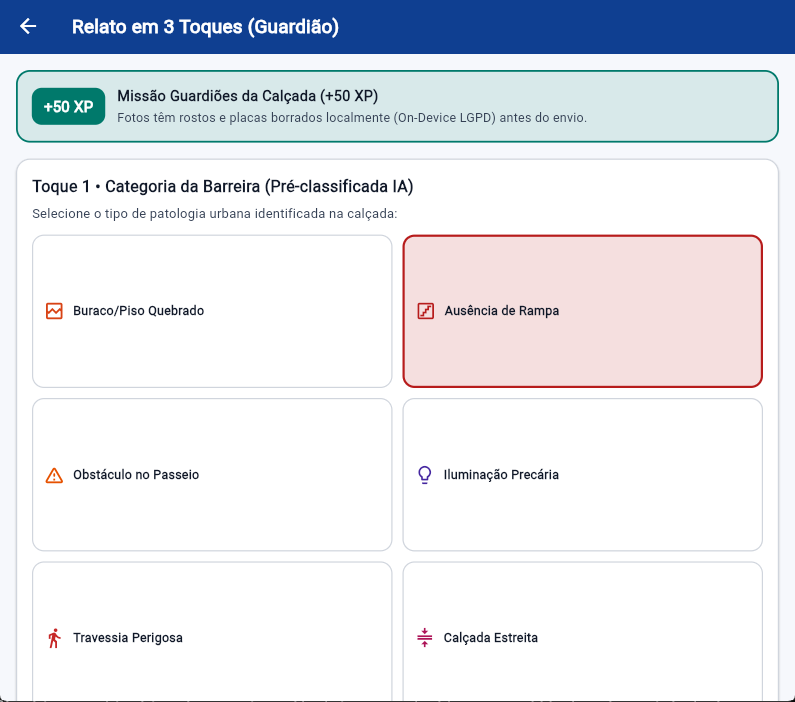 Relato em 3 Toques (Guardião)
+50 XP
Missão Guardiões da Calçada (+50 XP)
Fotos têm rostos e placas borrados localmente (On-Device LGPD) antes do envio.
Toque 1 • Categoria da Barreira (Pré-classificada IA)
Selecione o tipo de patologia urbana identificada na calçada:
Buraco/Piso Quebrado
Ausência de Rampa
Obstáculo no Passeio
Iluminação Precária
Travessia Perigosa
Calçada Estreita